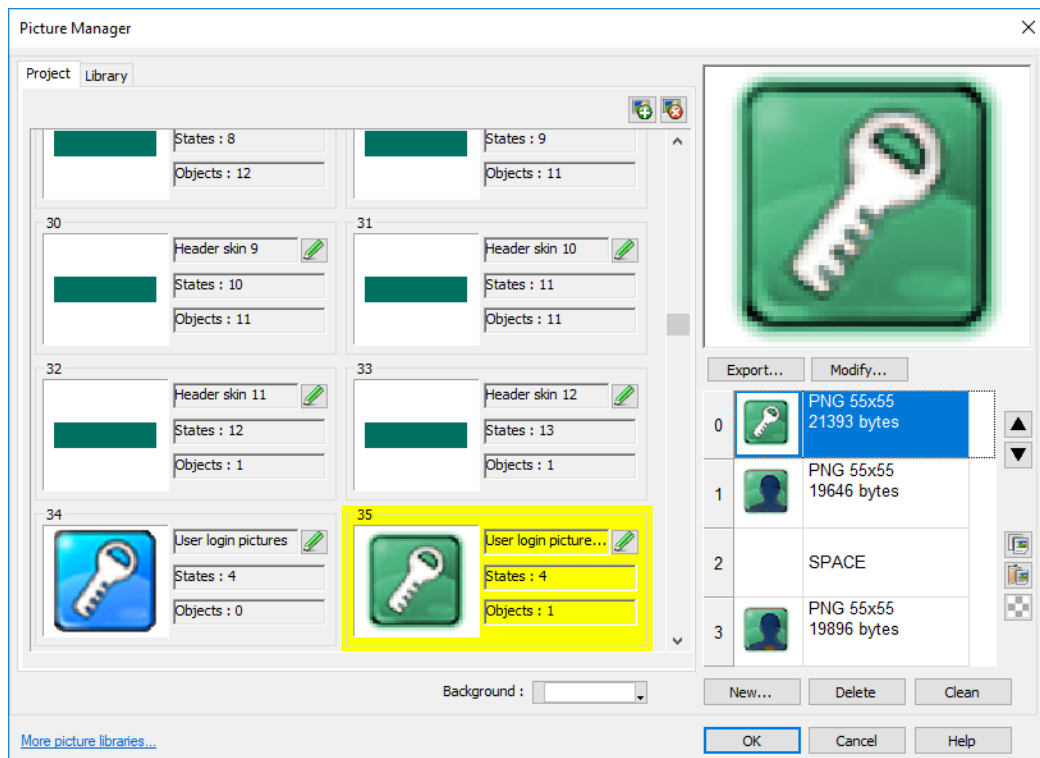 Picture Manager
Project
Library
States : 8
Objects : 12
States : 9
Objects : 11
30
Header skin 9
States : 10
Objects : 11
31
Header skin 10
States : 11
Objects : 11
32
Header skin 11
States : 12
Objects : 1
33
Header skin 12
States : 13
Objects : 1
34
User login pictures
States : 4
Objects : 0
35
User login picture...
States : 4
Objects : 1
Background :
More picture libraries...
Export...
Modify...
0
PNG 55x55
21393 bytes
1
PNG 55x55
19646 bytes
2
SPACE
3
PNG 55x55
19896 bytes
New...
Delete
Clean
OK
Cancel
Help